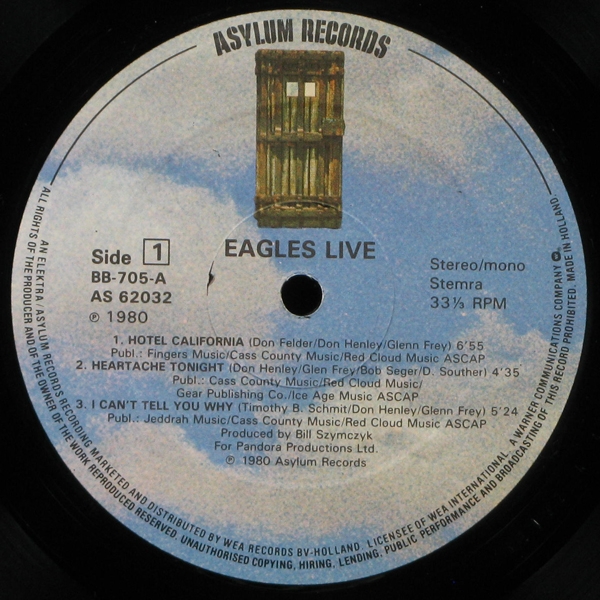 ASYLUM RECORDS
EAGLES LIVE
Side 1
BB-705-A
AS 62032
℗ 1980
Stereo/mono
Stemra
33⅓ RPM
1. HOTEL CALIFORNIA (Don Felder/Don Henley/Glenn Frey) 6'55
Publ.: Fingers Music/Cass County Music/Red Cloud Music ASCAP
2. HEARTACHE TONIGHT (Don Henley/Glen Frey/Bob Seger/D. Souther) 4'35
Publ.: Cass County Music/Red Cloud Music/
Gear Publishing Co./Ice Age Music ASCAP
3. I CAN'T TELL YOU WHY (Timothy B. Schmit/Don Henley/Glenn Frey) 5'24
Publ.: Jeddrah Music/Cass County Music/Red Cloud Music ASCAP
Produced by Bill Szymczyk
For Pandora Productions Ltd.
℗ 1980 Asylum Records
AN ELEKTRA/ASYLUM RECORDS RECORDING MARKETED AND DISTRIBUTED BY WEA RECORDS BV-HOLLAND. LICENSEE OF WEA INTERNATIONAL. A WARNER COMMUNICATIONS COMPANY
ALL RIGHTS OF THE PRODUCER AND OF THE OWNER OF THE WORK REPRODUCED RESERVED. UNAUTHORISED COPYING, HIRING, LENDING, PUBLIC PERFORMANCE AND BROADCASTING OF THIS RECORD PROHIBITED. MADE IN HOLLAND.